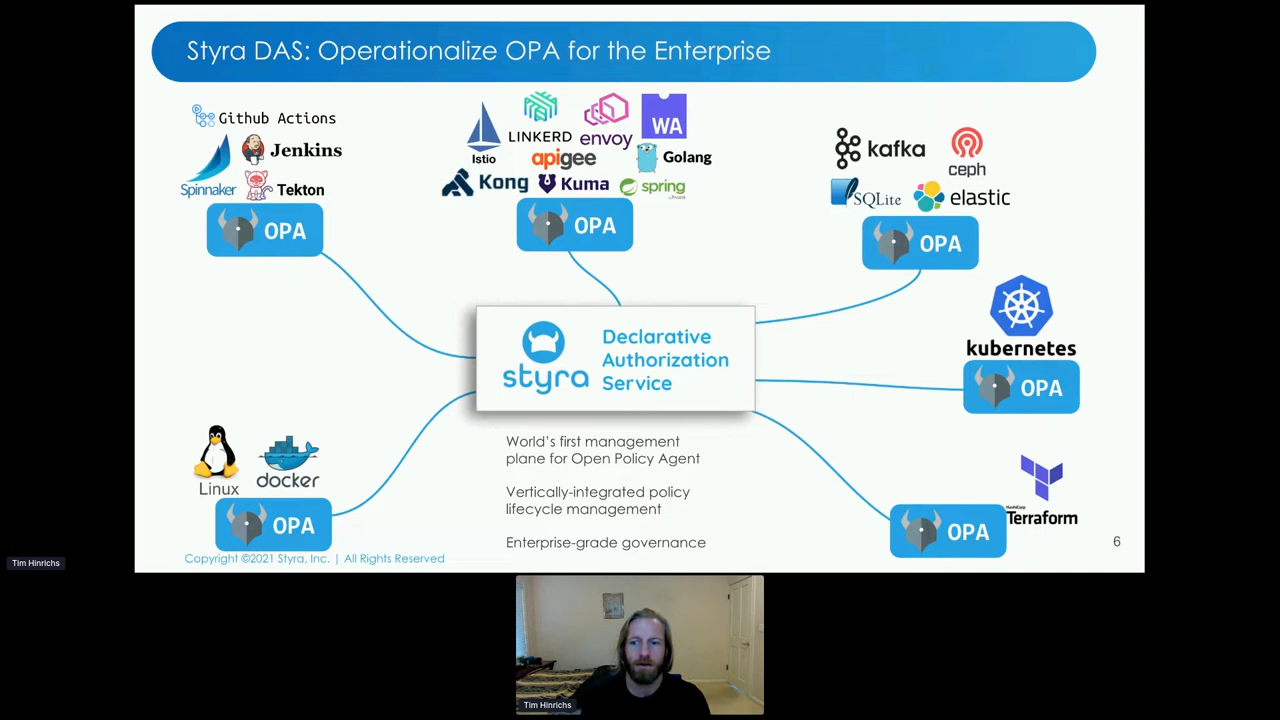 Styra DAS: Operationalize OPA for the Enterprise
Github Actions
Jenkins
Spinnaker
Tekton
OPA
Istio
LINKERD
envoy
WA
apigee
Golang
Kong
Kuma
spring
OPA
kafka
ceph
SQLite
elastic
OPA
kubernetes
OPA
styra
Declarative
Authorization
Service
World's first management
plane for Open Policy Agent
Vertically-integrated policy
lifecycle management
Enterprise-grade governance
Linux
docker
OPA
HashiCorp
Terraform
OPA
Copyright ©2021 Styra, Inc. | All Rights Reserved
6
Tim Hinrichs
Tim Hinrichs